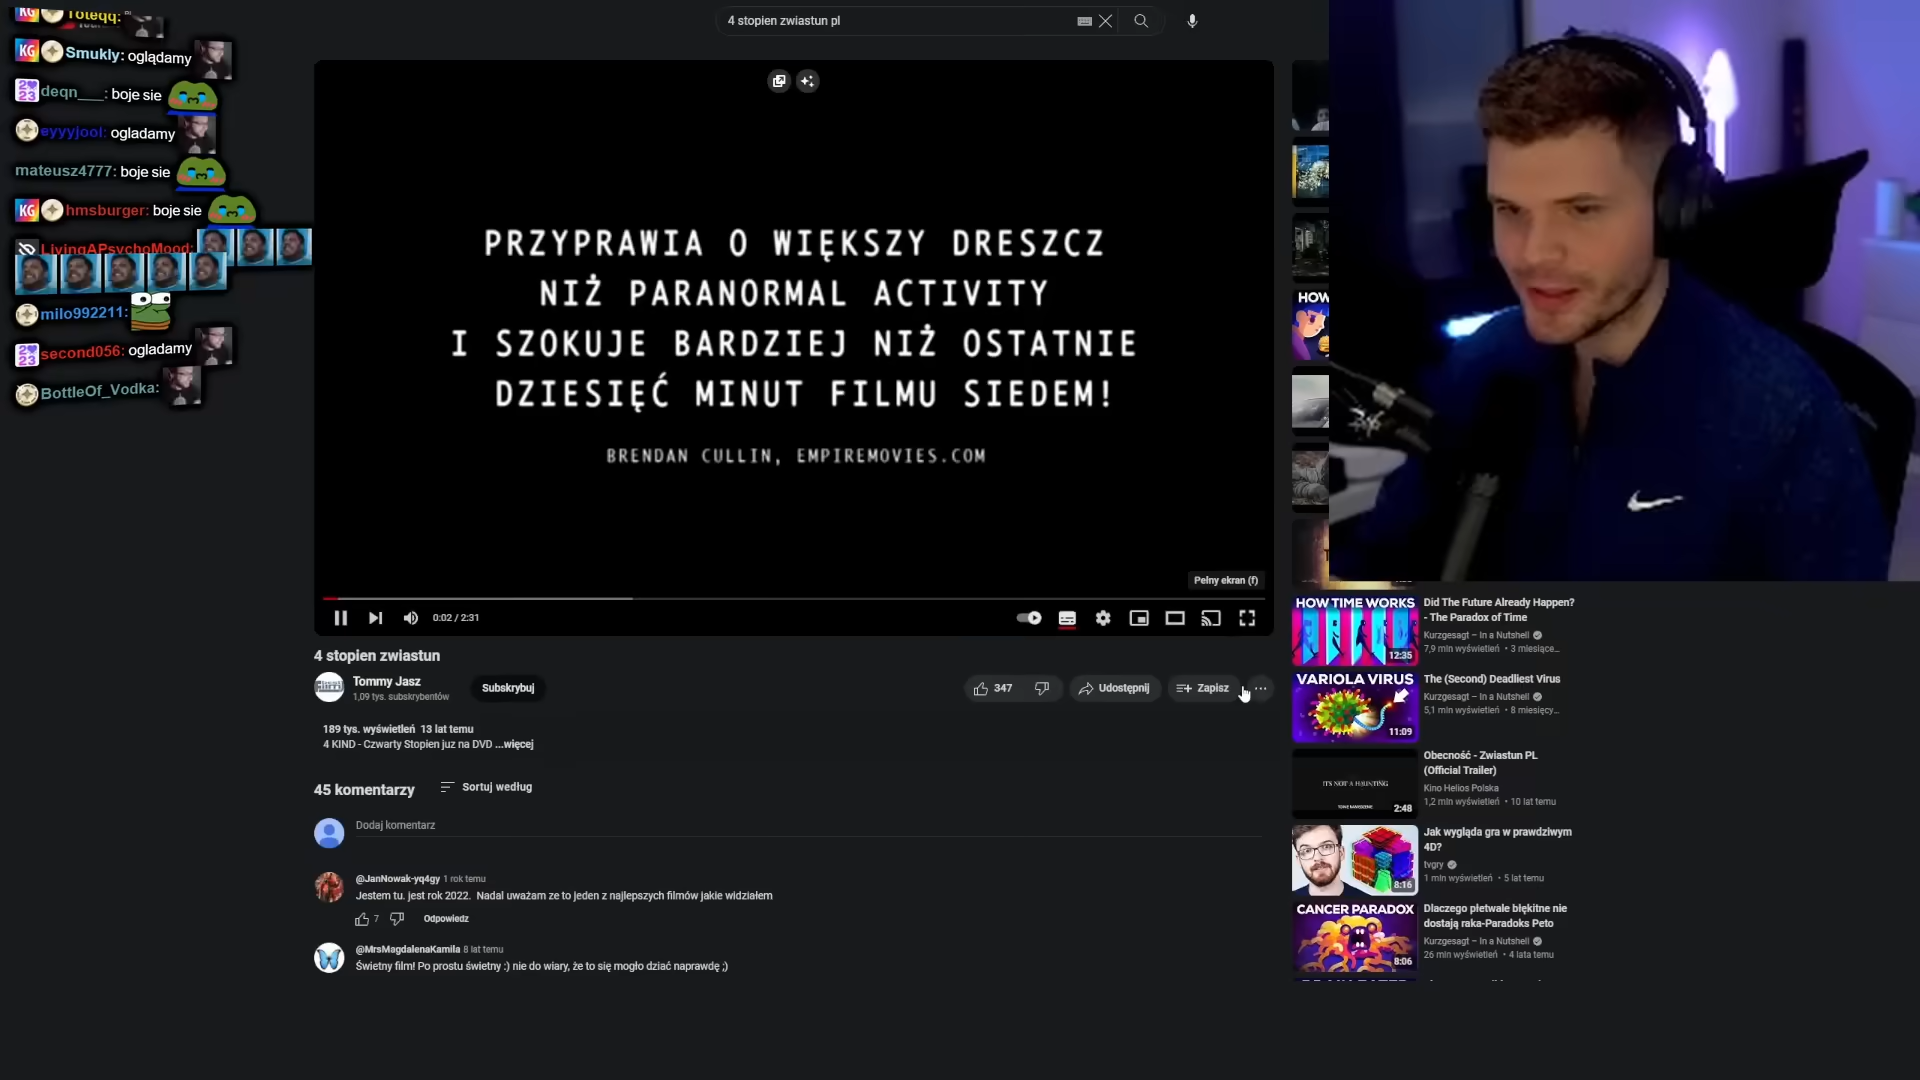 4 stopien zwiastun pl
Toteqq:
KG Smukly: oglądamy
deqn___: boje sie
eyyyjooi: ogladamy
mateusz4777: boje sie
KG hmsburger: boje sie
LivingAPsychoMood:
milo992211:
second056: ogladamy
BottleOf_Vodka:
PRZYPRAWIA O WIĘKSZY DRESZCZ
NIŻ PARANORMAL ACTIVITY
I SZOKUJE BARDZIEJ NIŻ OSTATNIE
DZIESIĘĆ MINUT FILMU SIEDEM!
BRENDAN CULLIN, EMPIREMOVIES.COM
Pełny ekran (f)
0:02 / 2:31
4 stopien zwiastun
Tommy Jasz
1,09 tys. subskrybentów
Subskrybuj
347
Udostępnij
Zapisz
189 tys. wyświetleń 13 lat temu
4 KIND - Czwarty Stopien juz na DVD ...więcej
45 komentarzy
Sortuj według
Dodaj komentarz
@JanNowak-yq4gy 1 rok temu
Jestem tu. jest rok 2022. Nadal uważam ze to jeden z najlepszych filmów jakie widziałem
7
Odpowiedz
@MrsMagdalenaKamila 8 lat temu
Świetny film! Po prostu świetny :) nie do wiary, że to się mogło dziać naprawdę ;)
HOW
HOW TIME WORKS
12:35
Did The Future Already Happen?
- The Paradox of Time
Kurzgesagt – In a Nutshell
7,9 mln wyświetleń • 3 miesiące...
VARIOLA VIRUS
11:09
The (Second) Deadliest Virus
Kurzgesagt – In a Nutshell
5,1 mln wyświetleń • 8 miesięcy...
IT'S NOT A HAUNTING
2:48
Obecność - Zwiastun PL
(Official Trailer)
Kino Helios Polska
1,2 mln wyświetleń • 10 lat temu
8:16
Jak wygląda gra w prawdziwym
4D?
tvgry
1 mln wyświetleń • 5 lat temu
CANCER PARADOX
8:06
Dlaczego płetwale błękitne nie
dostają raka-Paradoks Peto
Kurzgesagt – In a Nutshell
26 mln wyświetleń • 4 lata temu